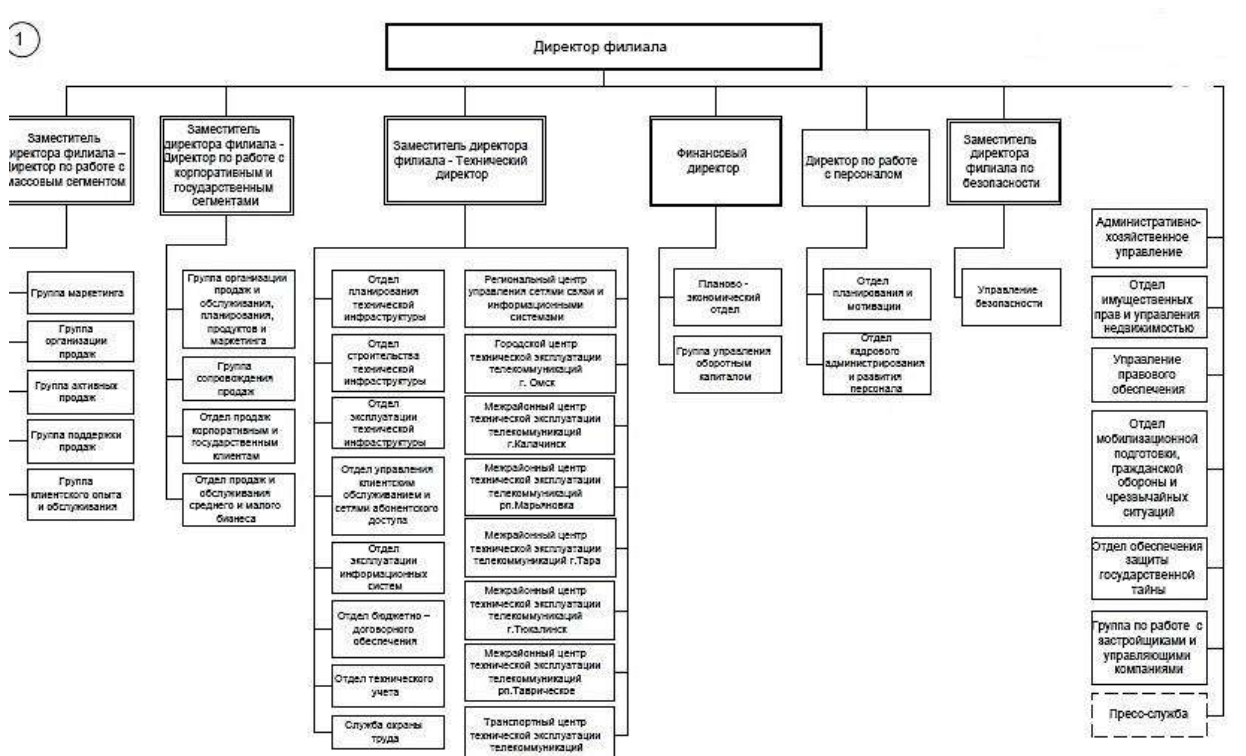 1
Директор филиала
Заместитель
иректора филиала –
Директор по работе с
массовым сегментом
Заместитель
директора филиала -
Директор по работе с
корпоративным и
государственным
сегментами
Заместитель директора
филиала - Технический
директор
Финансовый
директор
Директор по работе
с персоналом
Заместитель
директора
филиала по
безопасности
Группа маркетинга
Группа
организации
продаж
Группа активных
продаж
Группа поддержки
продаж
Группа
клиентского опыта
и обслуживания
Группа организации
продаж и
обслуживания,
планирования,
продуктов и
маркетинга
Группа
сопровождения
продаж
Отдел продаж
корпоративным и
государственным
клиентам
Отдел продаж и
обслуживания
среднего и малого
бизнеса
Отдел
планирования
технической
инфраструктуры
Отдел
строительства
технической
инфраструктуры
Отдел
эксплуатации
технической
инфраструктуры
Отдел управления
клиентским
обслуживанием и
сетями абонентского
доступа
Отдел
эксплуатации
информационных
систем
Отдел бюджетно –
договорного
обеспечения
Отдел технического
учета
Служба охраны
труда
Региональный центр
управления сетями связи и
информационными
системами
Городской центр
технической эксплуатации
телекоммуникаций
г. Омск
Межрайонный центр
технической эксплуатации
телекоммуникаций
г.Калачинск
Межрайонный центр
технической эксплуатации
телекоммуникаций
рп.Марьяновка
Межрайонный центр
технической эксплуатации
телекоммуникаций г.Тара
Межрайонный центр
технической эксплуатации
телекоммуникаций
г.Тюкалинск
Межрайонный центр
технической эксплуатации
телекоммуникаций
рп.Таврическое
Транспортный центр
технической эксплуатации
телекоммуникаций
Планово -
экономический
отдел
Группа управления
оборотным
капиталом
Отдел
планирования и
мотивации
Отдел
кадрового
администрирования
и развития
персонала
Управление
безопасности
Административно-
хозяйственное
управление
Отдел
имущественных
прав и управления
недвижимостью
Управление
правового
обеспечения
Отдел
мобилизационной
подготовки,
гражданской
обороны и
чрезвычайных
ситуаций
Отдел обеспечения
защиты
государственной
тайны
Группа по работе с
застройщиками и
управляющими
компаниями
Пресс-служба